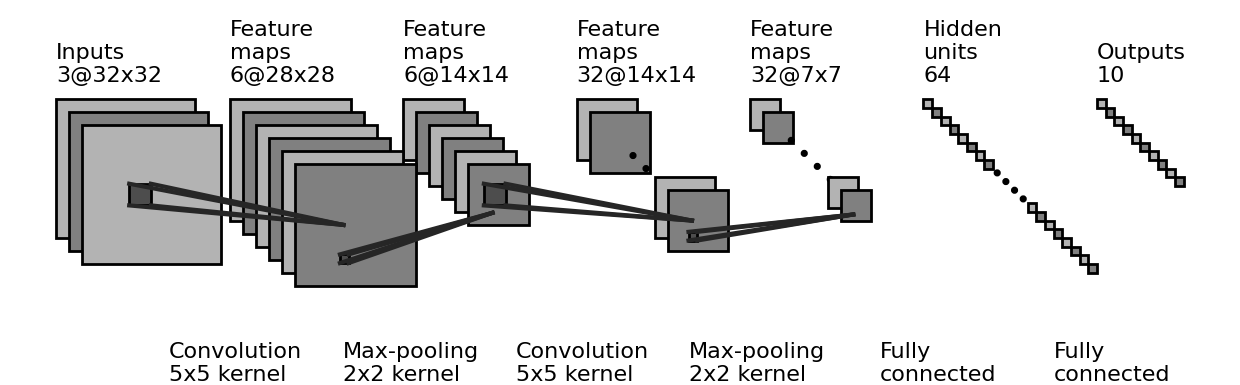 Inputs
3@32x32
Feature
maps
6@28x28
Feature
maps
6@14x14
Feature
maps
32@14x14
Feature
maps
32@7x7
Hidden
units
64
Outputs
10
Convolution
5x5 kernel
Max-pooling
2x2 kernel
Convolution
5x5 kernel
Max-pooling
2x2 kernel
Fully
connected
Fully
connected